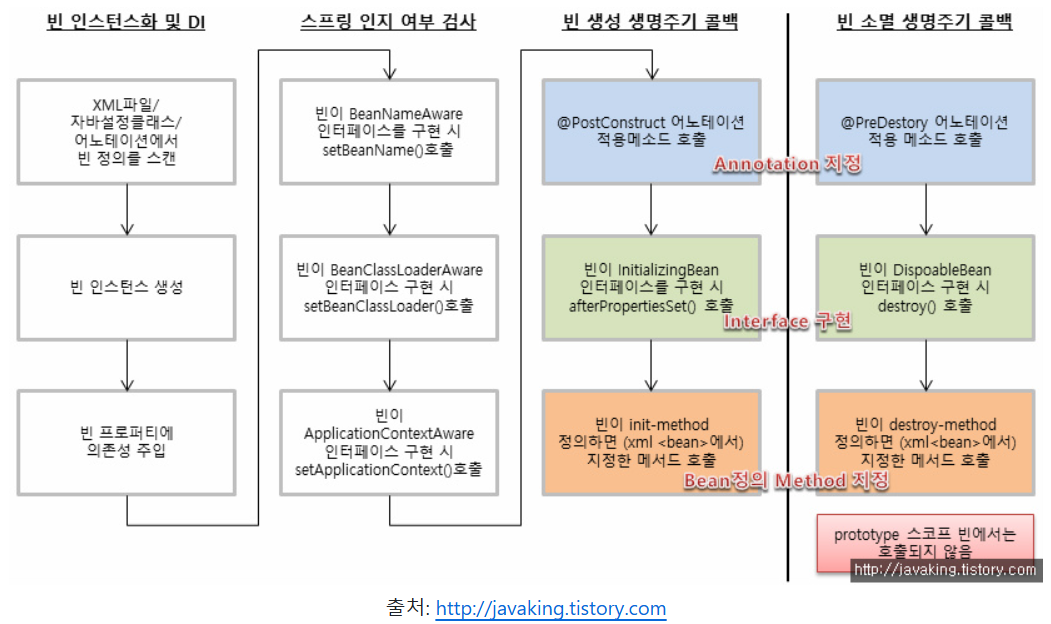 빈 인스턴스화 및 DI
XML파일/
자바설정클래스/
어노테이션에서
빈 정의를 스캔
빈 인스턴스 생성
빈 프로퍼티에
의존성 주입
스프링 인지 여부 검사
빈이 BeanNameAware
인터페이스를 구현 시
setBeanName()호출
빈이 BeanClassLoaderAware
인터페이스 구현 시
setBeanClassLoader()호출
빈이
ApplicationContextAware
인터페이스 구현 시
setApplicationContext()호출
빈 생성 생명주기 콜백
@PostConstruct 어노테이션
적용메소드 호출
Annotation 지정
빈이 InitializingBean
인터페이스를 구현 시
afterPropertiesSet() 호출
Interface 구현
빈이 init-method
정의하면 (xml <bean>에서)
지정한 메서드 호출
Bean정의 Method 지정
빈 소멸 생명주기 콜백
@PreDestory 어노테이션
적용 메소드 호출
빈이 DispoableBean
인터페이스 구현 시
destroy() 호출
빈이 destroy-method
정의하면 (xml<bean>에서)
지정한 메서드 호출
prototype 스코프 빈에서는
호출되지 않음
http://javaking.tistory.com
출처: http://javaking.tistory.com